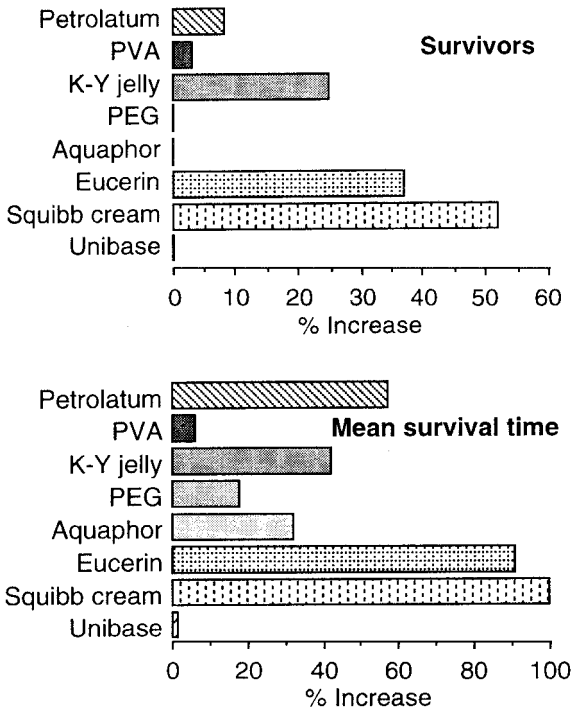 Petrolatum
Survivors
PVA
K-Y jelly
PEG
Aquaphor
Eucerin
Squibb cream
Unibase
0 10 20 30 40 50 60
% Increase
Petrolatum
PVA
Mean survival time
K-Y jelly
PEG
Aquaphor
Eucerin
Squibb cream
Unibase
0 20 40 60 80 100
% Increase